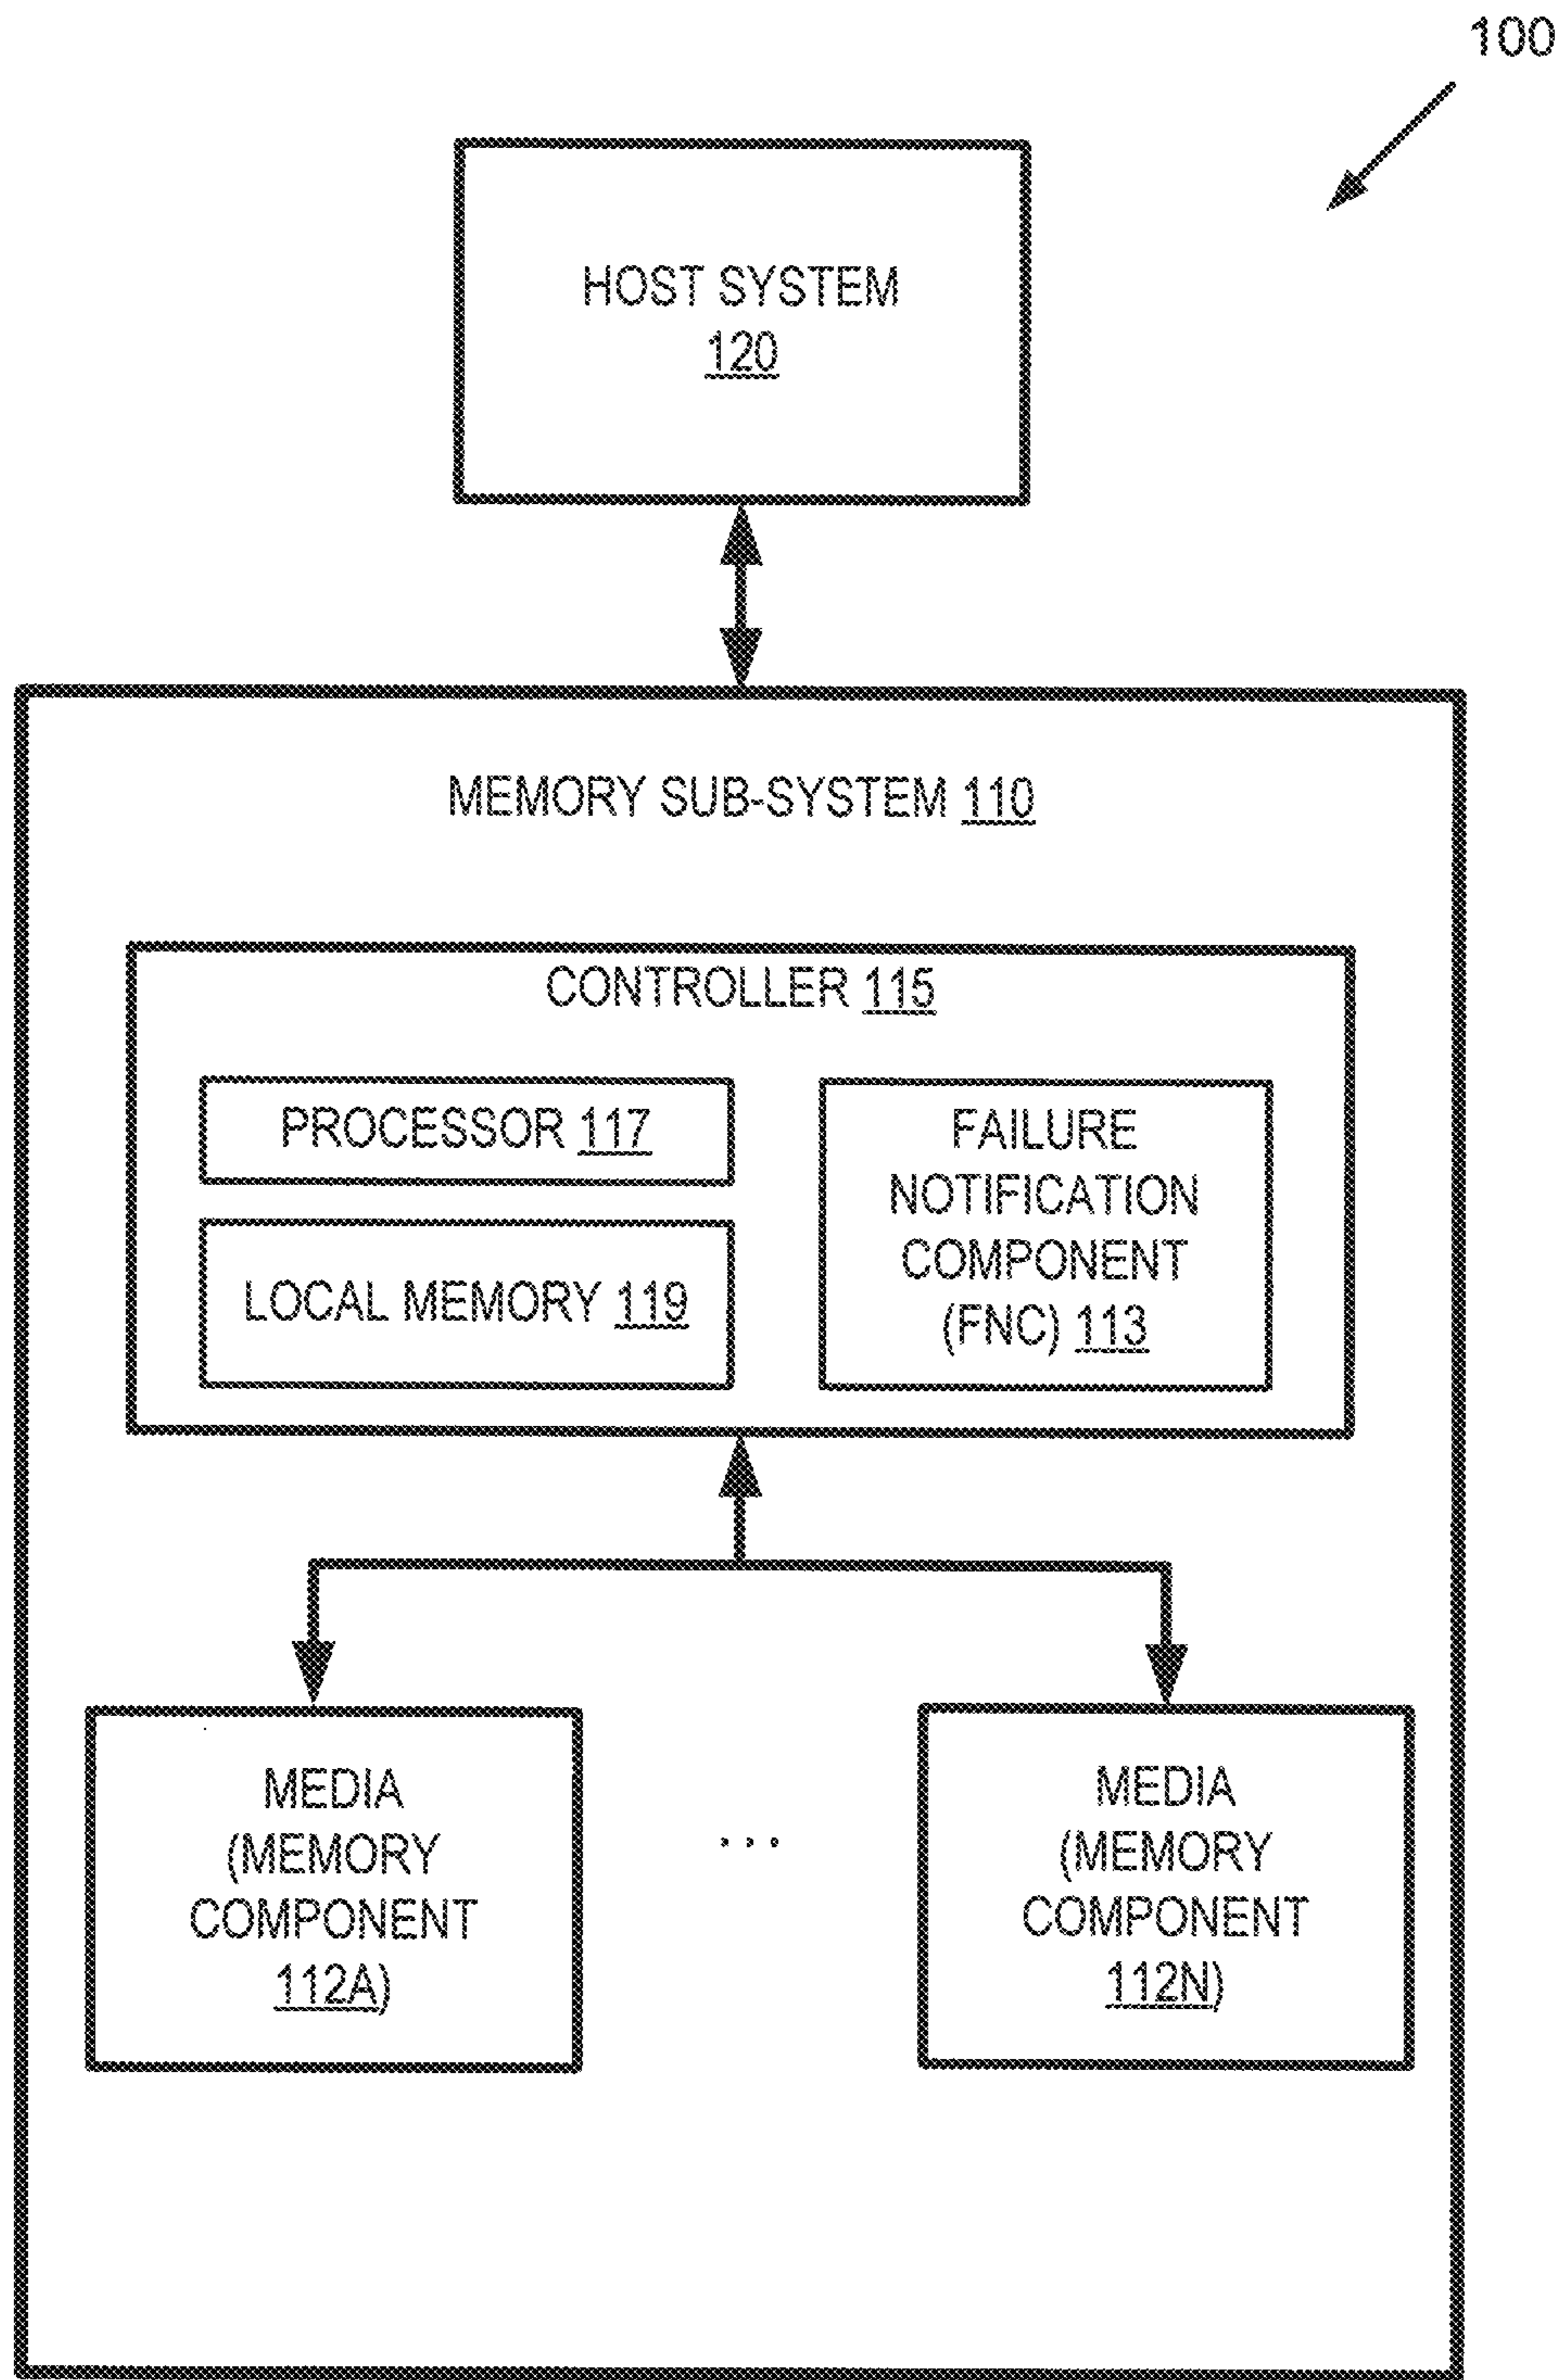 100
HOST SYSTEM
120
MEMORY SUB-SYSTEM 110
CONTROLLER 115
PROCESSOR 117
LOCAL MEMORY 119
FAILURE
NOTIFICATION
COMPONENT
(FNC) 113
MEDIA
(MEMORY
COMPONENT
112A)
...
MEDIA
(MEMORY
COMPONENT
112N)